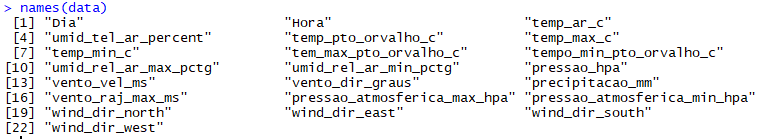 > names(data)
[1] "Dia" "Hora" "temp_ar_c"
[4] "umid_tel_ar_percent" "temp_pto_orvalho_c" "temp_max_c"
[7] "temp_min_c" "tem_max_pto_orvalho_c" "tempo_min_pto_orvalho_c"
[10] "umid_rel_ar_max_pctg" "umid_rel_ar_min_pctg" "pressao_hpa"
[13] "vento_vel_ms" "vento_dir_graus" "precipitacao_mm"
[16] "vento_raj_max_ms" "pressao_atmosferica_max_hpa" "pressao_atmosferica_min_hpa"
[19] "wind_dir_north" "wind_dir_east" "wind_dir_south"
[22] "wind_dir_west"